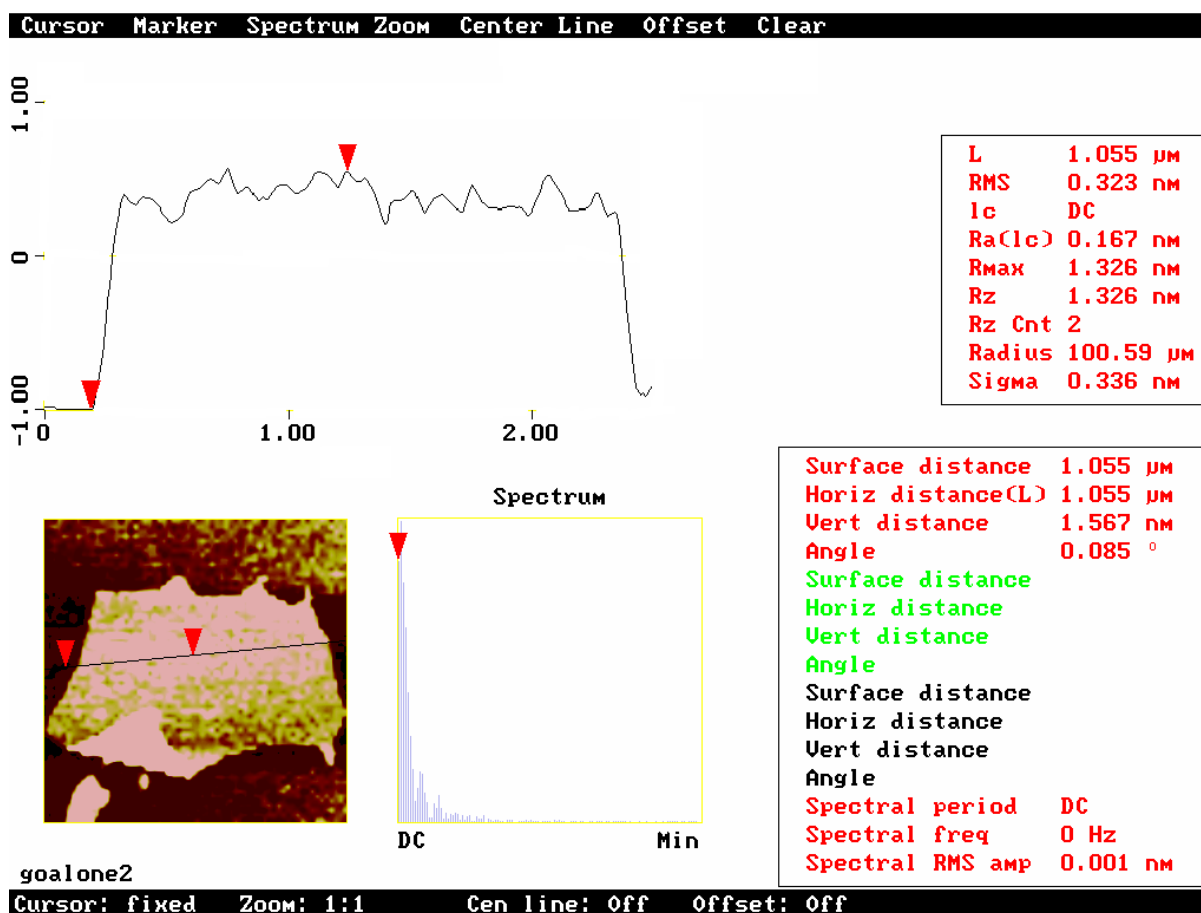 Cursor Marker Spectrum Zoom Center Line Offset Clear
1.00
0
-1.00
0 1.00 2.00
L 1.055 µm
RMS 0.323 nm
lc DC
Ra(lc) 0.167 nm
Rmax 1.326 nm
Rz 1.326 nm
Rz Cnt 2
Radius 100.59 µm
Sigma 0.336 nm
Spectrum
DC Min
Surface distance 1.055 µm
Horiz distance(L) 1.055 µm
Vert distance 1.567 nm
Angle 0.085 °
Surface distance
Horiz distance
Vert distance
Angle
Surface distance
Horiz distance
Vert distance
Angle
Spectral period DC
Spectral freq 0 Hz
Spectral RMS amp 0.001 nm
goalone2
Cursor: fixed Zoom: 1:1 Cen line: Off Offset: Off